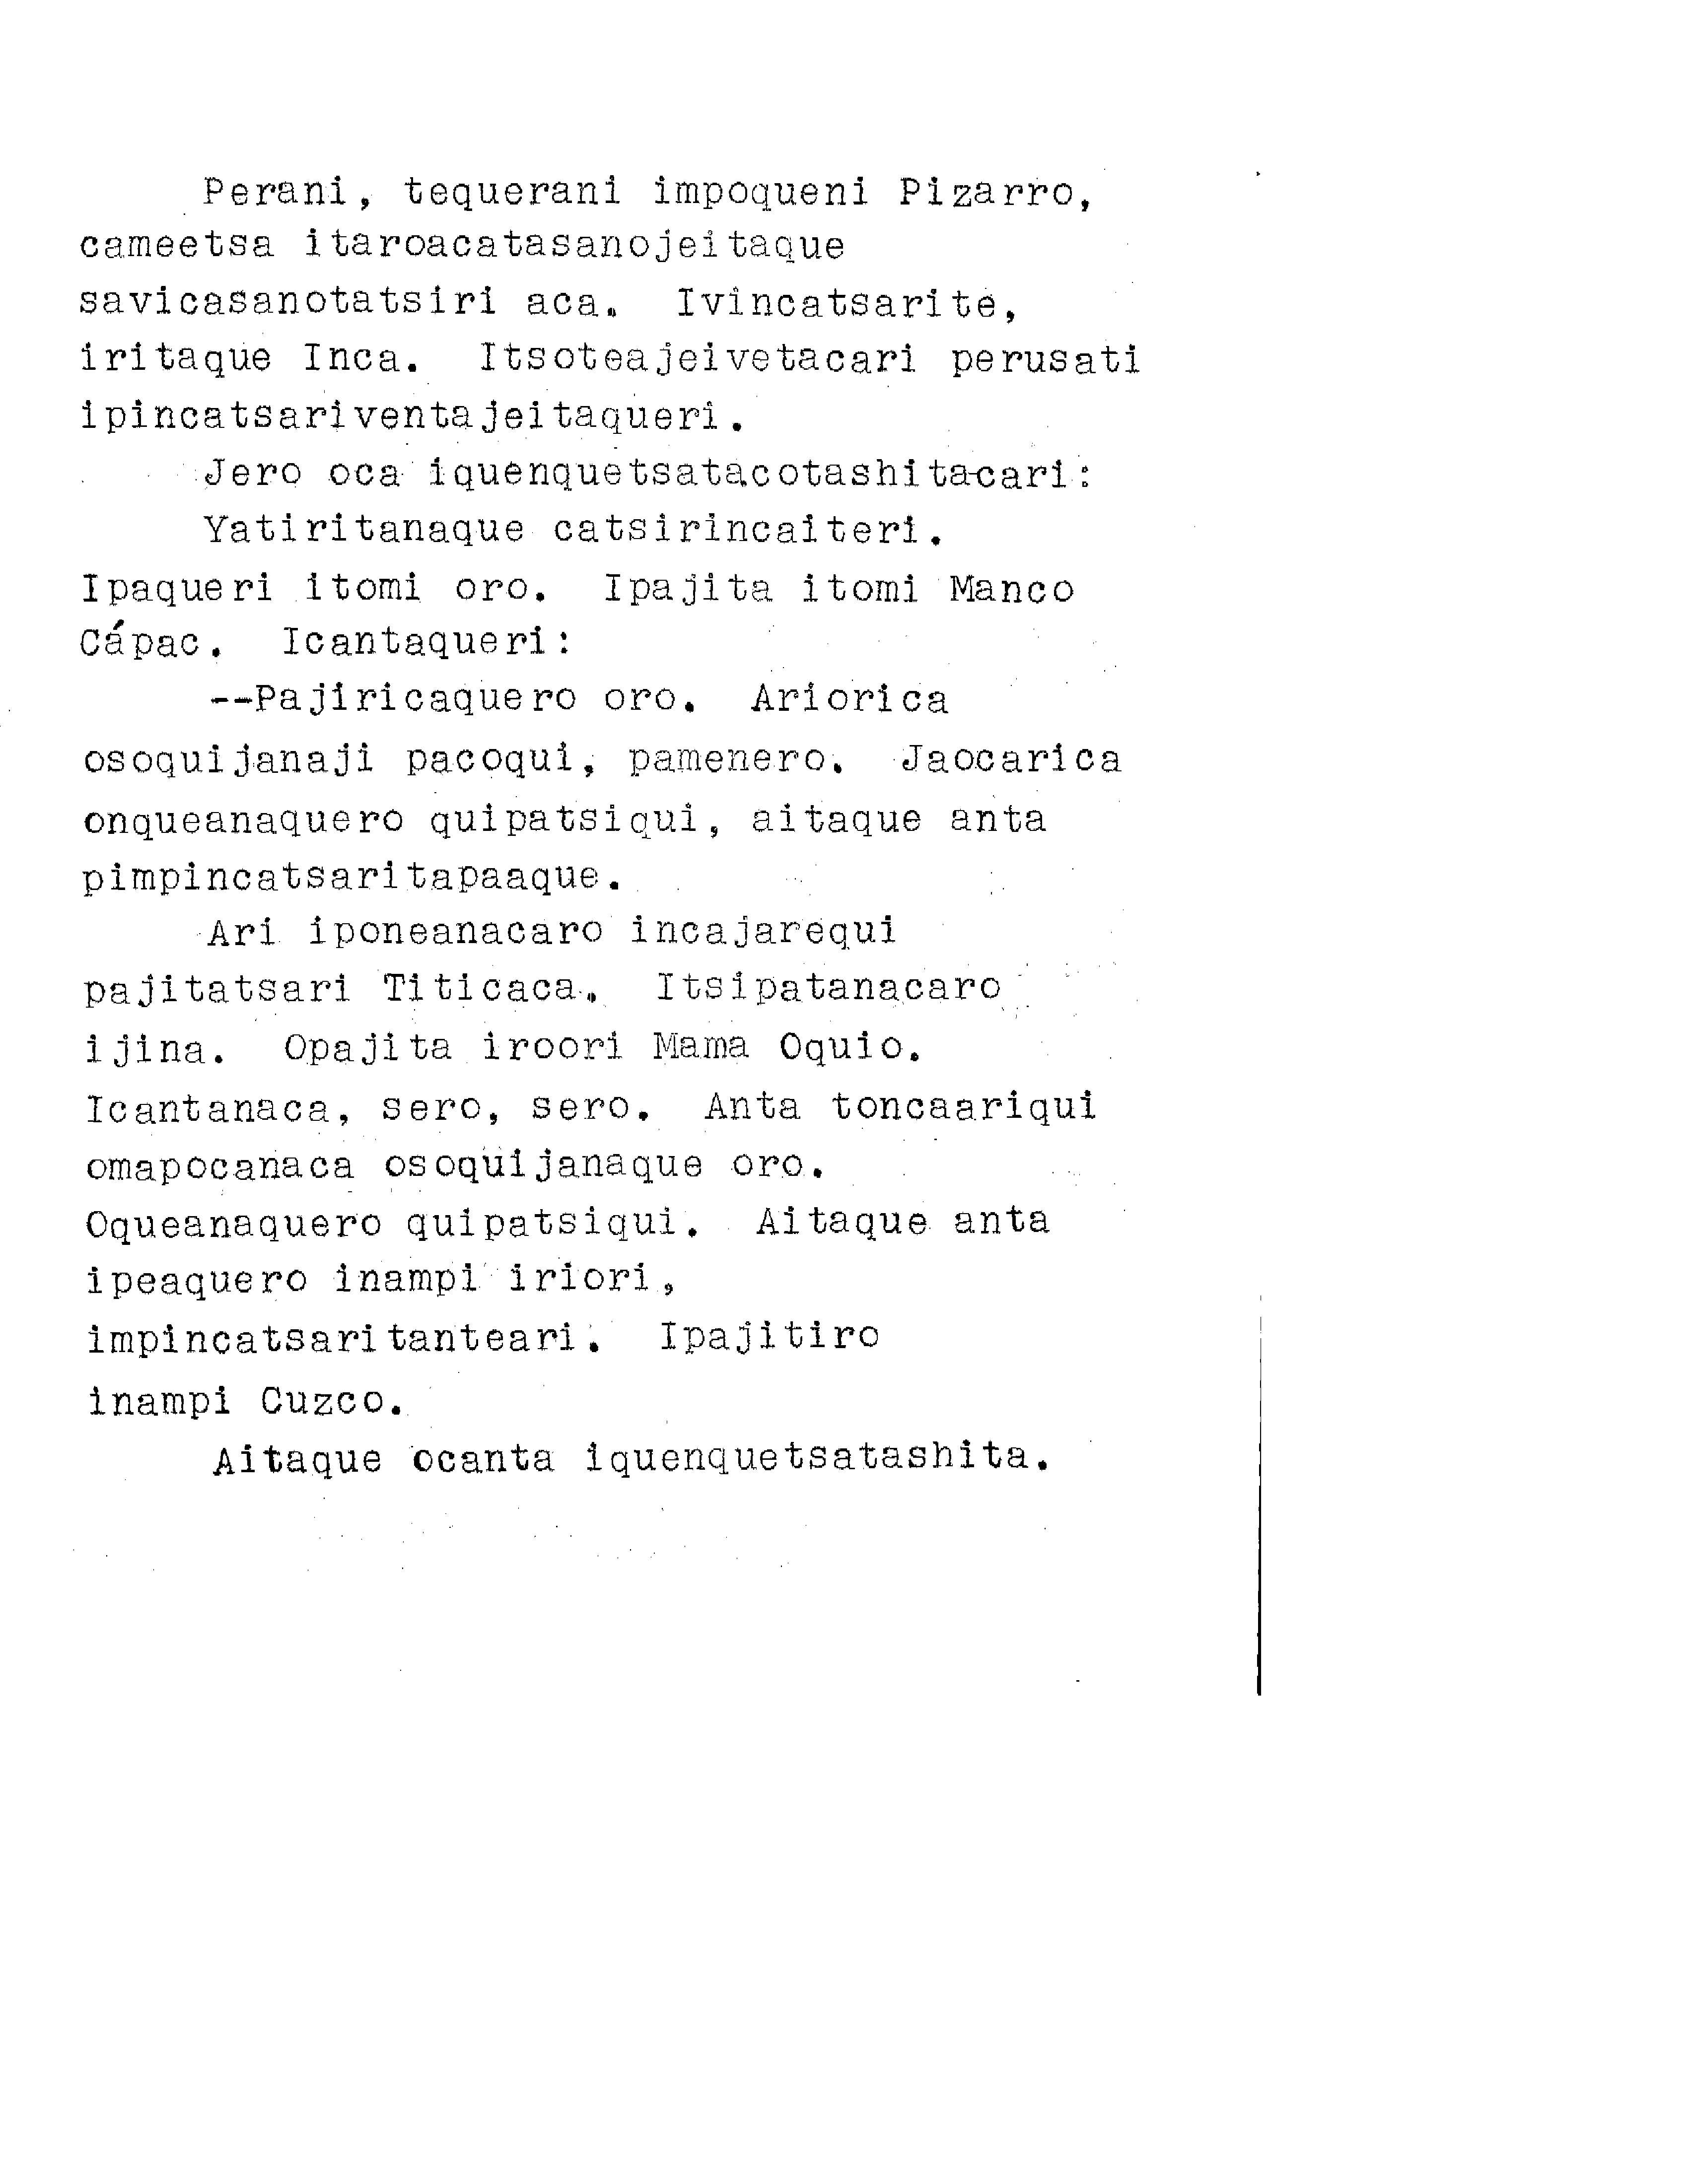 Perani, tequerani impoqueni Pizarro,
cameetsa itaroacatasanojeitaque
savicasanotatsiri aca. Ivincatsarite,
iritaque Inca. Itsoteajeivetacari perusati
ipincatsariventajeitaqueri.
Jero oca iquenquetsatacotashitacari:
Yatiritanaque catsirincaiteri.
Ipaqueri itomi oro. Ipajita itomi Manco
Cápac. Icantaqueri:
--Pajiricaquero oro. Ariorica
osoquijanaji pacoqui, pamenero. Jaocarica
onqueanaquero quipatsiqui, aitaque anta
pimpincatsaritapaaque.
Ari iponeanacaro incajarequi
pajitatsari Titicaca. Itsipatanacaro
ijina. Opajita iroori Mama Oquio.
Icantanaca, sero, sero. Anta toncaariqui
omapocanaca osoquijanaque oro.
Oqueanaquero quipatsiqui. Aitaque anta
ipeaquero inampi iriori,
impincatsaritanteari. Ipajitiro
inampi Cuzco.
Aitaque ocanta iquenquetsatashita.